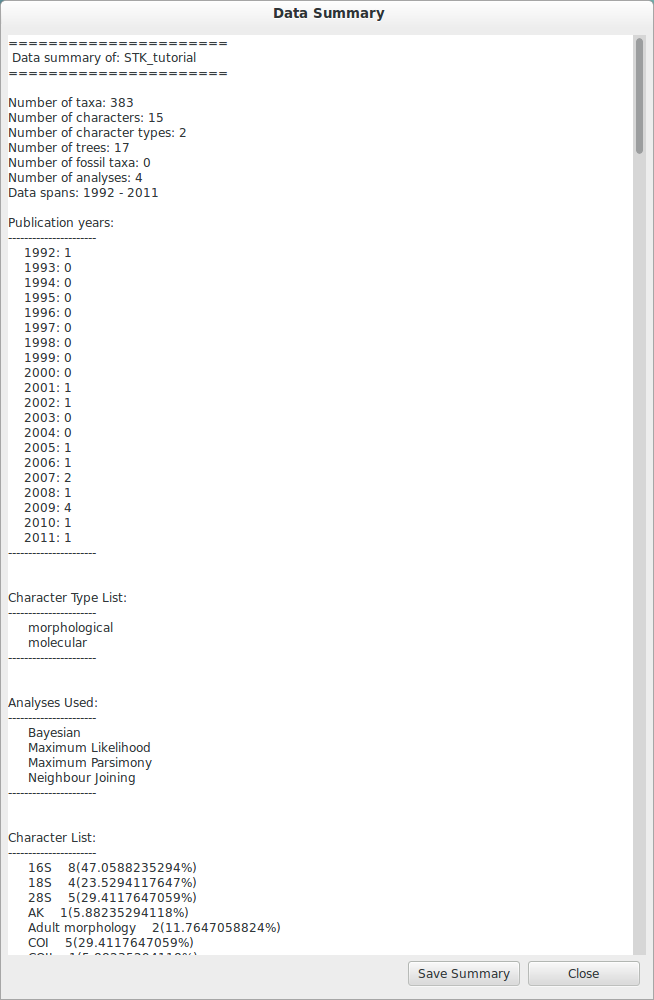 Data Summary
======================
Data summary of: STK_tutorial
======================
Number of taxa: 383
Number of characters: 15
Number of character types: 2
Number of trees: 17
Number of fossil taxa: 0
Number of analyses: 4
Data spans: 1992 - 2011
Publication years:
----------------------
1992: 1
1993: 0
1994: 0
1995: 0
1996: 0
1997: 0
1998: 0
1999: 0
2000: 0
2001: 1
2002: 1
2003: 0
2004: 0
2005: 1
2006: 1
2007: 2
2008: 1
2009: 4
2010: 1
2011: 1
----------------------
Character Type List:
----------------------
morphological
molecular
----------------------
Analyses Used:
----------------------
Bayesian
Maximum Likelihood
Maximum Parsimony
Neighbour Joining
----------------------
Character List:
----------------------
16S    8(47.0588235294%)
18S    4(23.5294117647%)
28S    5(29.4117647059%)
AK    1(5.88235294118%)
Adult morphology    2(11.7647058824%)
COI    5(29.4117647059%)
Save Summary
Close